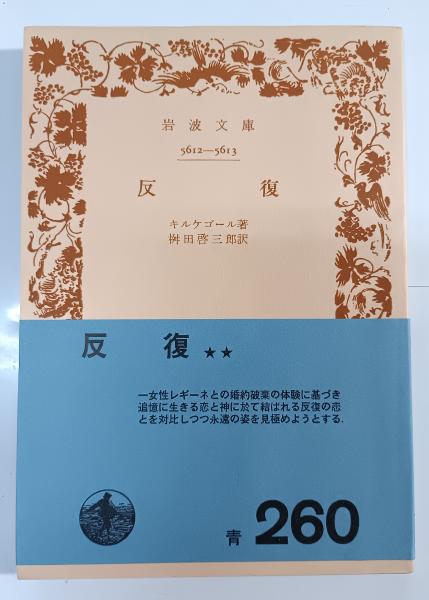 岩波文庫
5612—5613
反復
キルケゴール著
桝田啓三郎訳
反復 ★★
一女性レギーネとの婚約破棄の体験に基づき
追憶に生きる恋と神に於て結ばれる反復の恋
とを対比しつつ永遠の姿を見極めようとする.
青 260